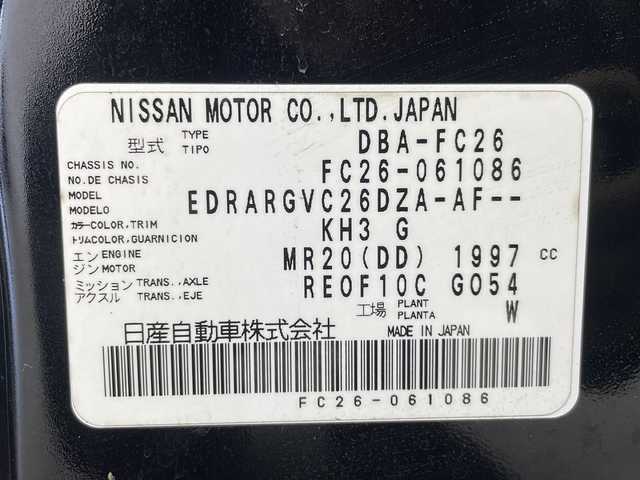 NISSAN MOTOR CO.,LTD.JAPAN
型式 TYPE TIPO DBA-FC26
CHASSIS NO. NO.DE CHASIS FC26-061086
MODEL MODELO EDRARGVC26DZA-AF--
カラー COLOR,TRIM トリム COLOR,GUARNICION KH3 G
エンジン ENGINE MOTOR MR20(DD) 1997 CC
ミッション アクスル TRANS.,AXLE TRANS.,EJE RE0F10C G054
工場 PLANT PLANTA W
日産自動車株式会社 MADE IN JAPAN
FC26-061086